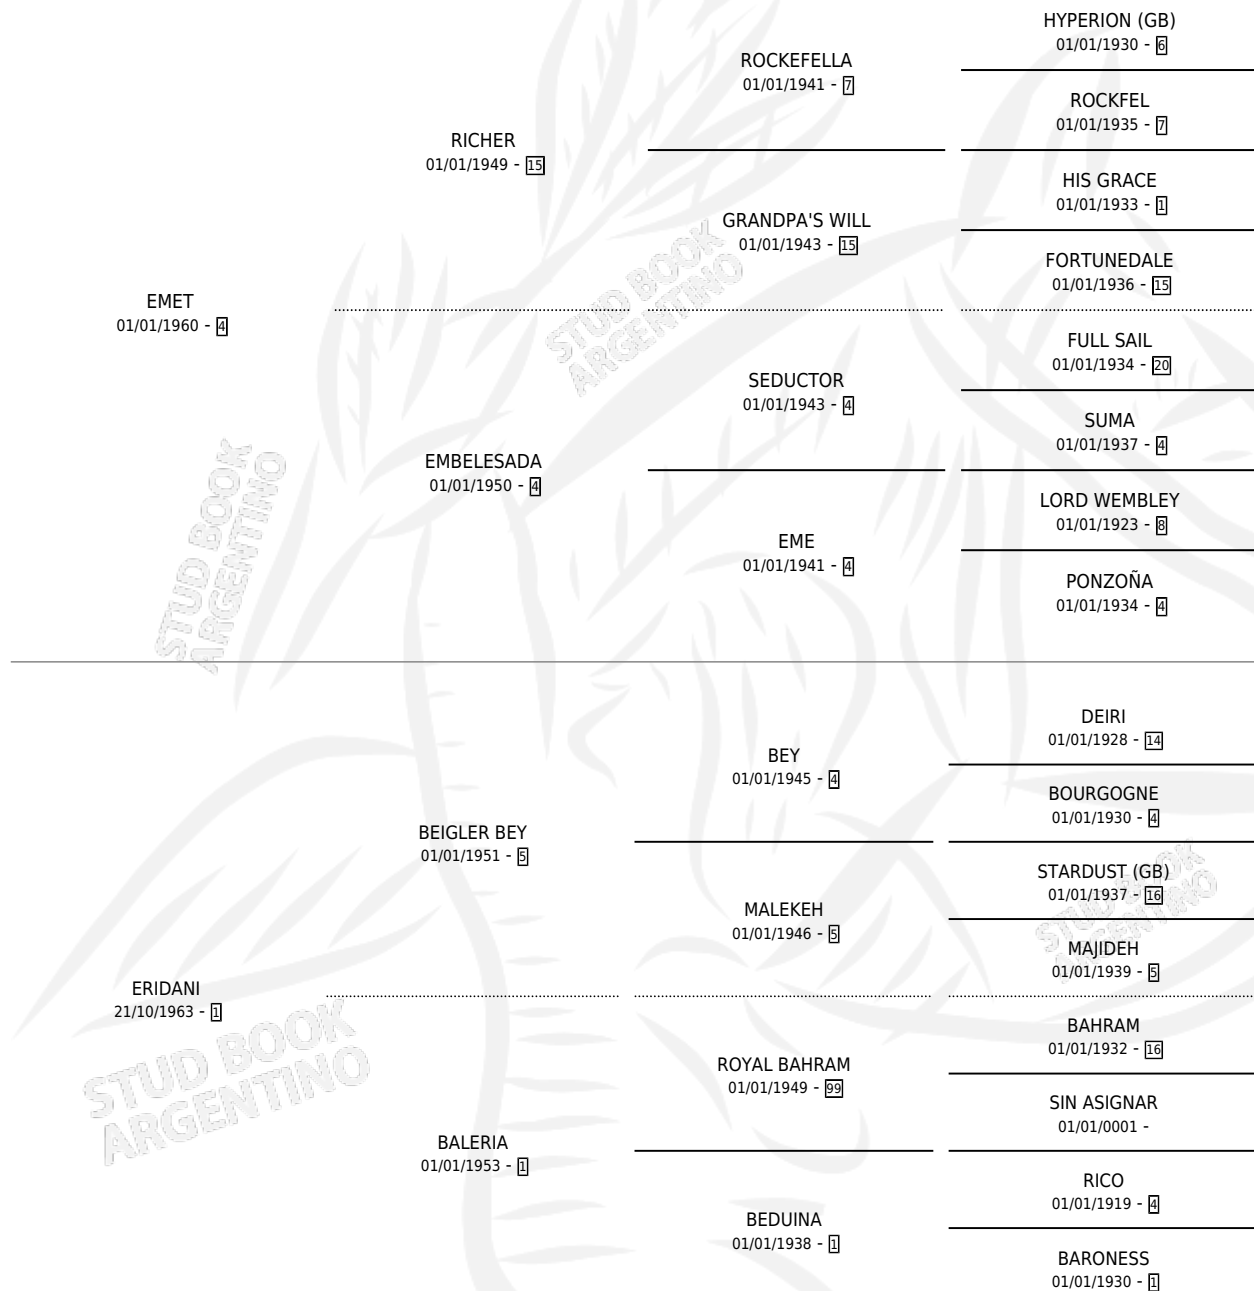 HYPERION (GB)
01/01/1930 - 6
ROCKEFELLA
01/01/1941 - 7
ROCKFEL
01/01/1935 - 7
RICHER
01/01/1949 - 15
HIS GRACE
01/01/1933 - 1
GRANDPA'S WILL
01/01/1943 - 15
FORTUNEDALE
01/01/1936 - 15
EMET
01/01/1960 - 4
FULL SAIL
01/01/1934 - 20
SEDUCTOR
01/01/1943 - 4
SUMA
01/01/1937 - 4
EMBELESADA
01/01/1950 - 4
LORD WEMBLEY
01/01/1923 - 8
EME
01/01/1941 - 4
PONZOÑA
01/01/1934 - 4
STUD BOOK
ARGENTINO
STUD BOOK
ARGENTINO
DEIRI
01/01/1928 - 14
BEY
01/01/1945 - 4
BOURGOGNE
01/01/1930 - 4
BEIGLER BEY
01/01/1951 - 5
STARDUST (GB)
01/01/1937 - 16
MALEKEH
01/01/1946 - 5
MAJIDEH
01/01/1939 - 5
ERIDANI
21/10/1963 - 1
BAHRAM
01/01/1932 - 16
ROYAL BAHRAM
01/01/1949 - 99
SIN ASIGNAR
01/01/0001 -
BALERIA
01/01/1953 - 1
RICO
01/01/1919 - 4
BEDUINA
01/01/1938 - 1
BARONESS
01/01/1930 - 1
STUD BOOK
ARGENTINO
STUD BOOK
ARGENTINO